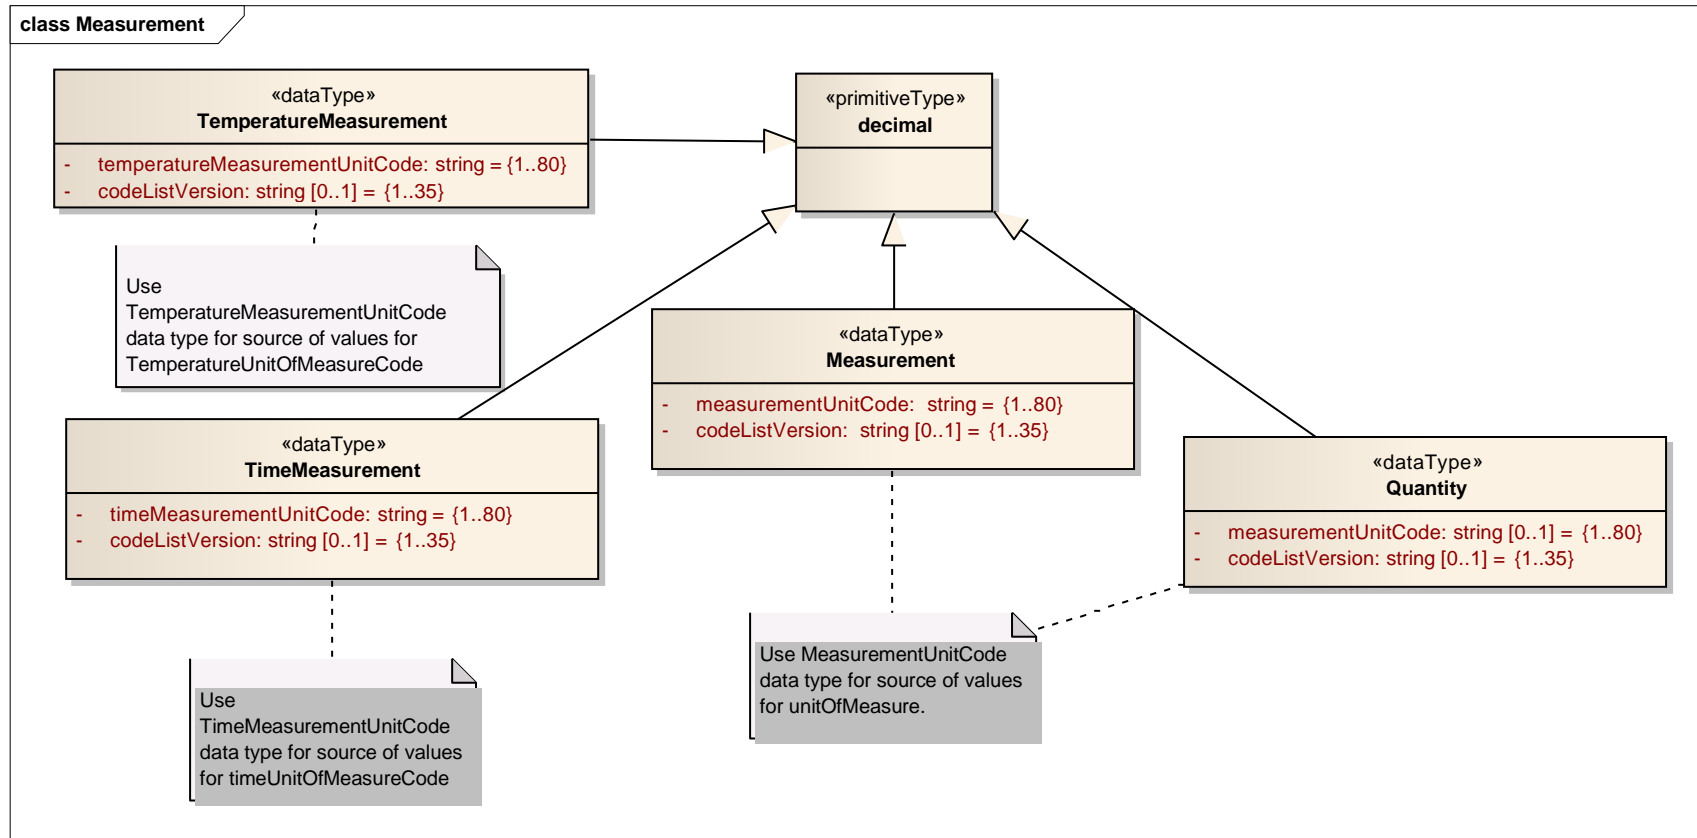 class Measurement
«dataType»
TemperatureMeasurement
- temperatureMeasurementUnitCode: string = {1..80}
- codeListVersion: string [0..1] = {1..35}
«primitiveType»
decimal
Use
TemperatureMeasurementUnitCode
data type for source of values for
TemperatureUnitOfMeasureCode
«dataType»
Measurement
- measurementUnitCode: string = {1..80}
- codeListVersion: string [0..1] = {1..35}
«dataType»
TimeMeasurement
- timeMeasurementUnitCode: string = {1..80}
- codeListVersion: string [0..1] = {1..35}
«dataType»
Quantity
- measurementUnitCode: string [0..1] = {1..80}
- codeListVersion: string [0..1] = {1..35}
Use MeasurementUnitCode
data type for source of values
for unitOfMeasure.
Use
TimeMeasurementUnitCode
data type for source of values
for timeUnitOfMeasureCode